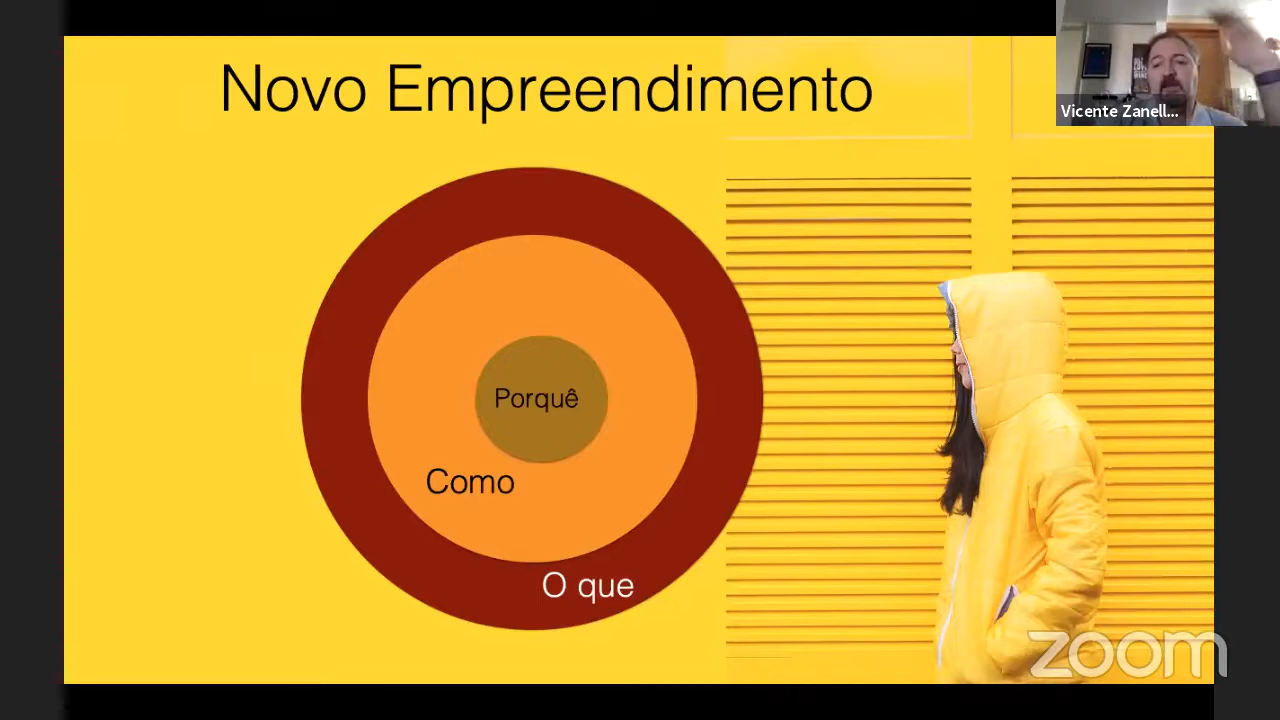 Novo Empreendimento
Vicente Zanell...
Porquê
Como
O que
zoom